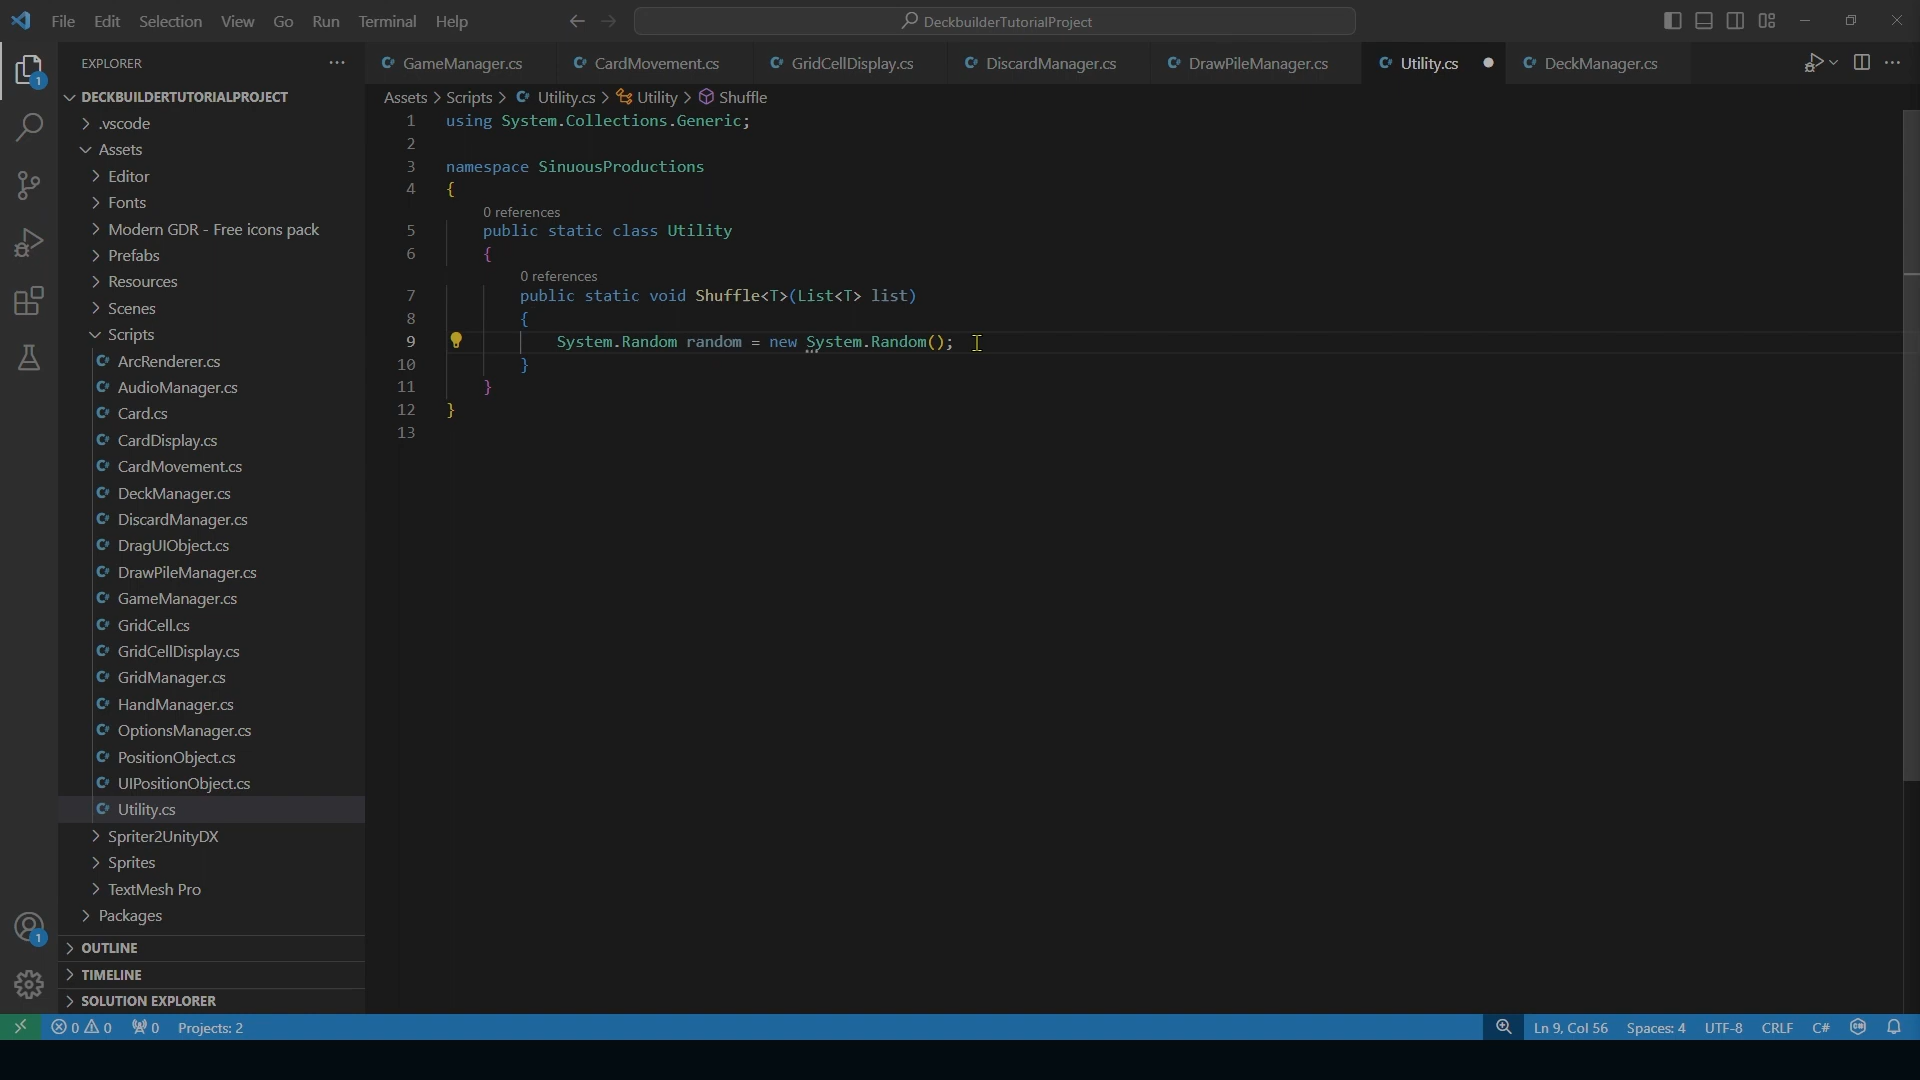 File Edit Selection View Go Run Terminal Help
DeckbuilderTutorialProject
EXPLORER
GameManager.cs CardMovement.cs GridCellDisplay.cs DiscardManager.cs DrawPileManager.cs Utility.cs DeckManager.cs
DECKBUILDERTUTORIALPROJECT
.vscode
Assets
Editor
Fonts
Modern GDR - Free icons pack
Prefabs
Resources
Scenes
Scripts
ArcRenderer.cs
AudioManager.cs
Card.cs
CardDisplay.cs
CardMovement.cs
DeckManager.cs
DiscardManager.cs
DragUIObject.cs
DrawPileManager.cs
GameManager.cs
GridCell.cs
GridCellDisplay.cs
GridManager.cs
HandManager.cs
OptionsManager.cs
PositionObject.cs
UIPositionObject.cs
Utility.cs
Spriter2UnityDX
Sprites
TextMesh Pro
Packages
OUTLINE
TIMELINE
SOLUTION EXPLORER
1
1
Assets > Scripts > Utility.cs > Utility > Shuffle
1 using System.Collections.Generic;
2
3 namespace SinuousProductions
4 {
0 references
5 public static class Utility
6 {
0 references
7 public static void Shuffle<T>(List<T> list)
8 {
9 System.Random random = new System.Random();
10 }
11 }
12 }
13
0 0 0 Projects: 2
Ln 9, Col 56 Spaces: 4 UTF-8 CRLF C#